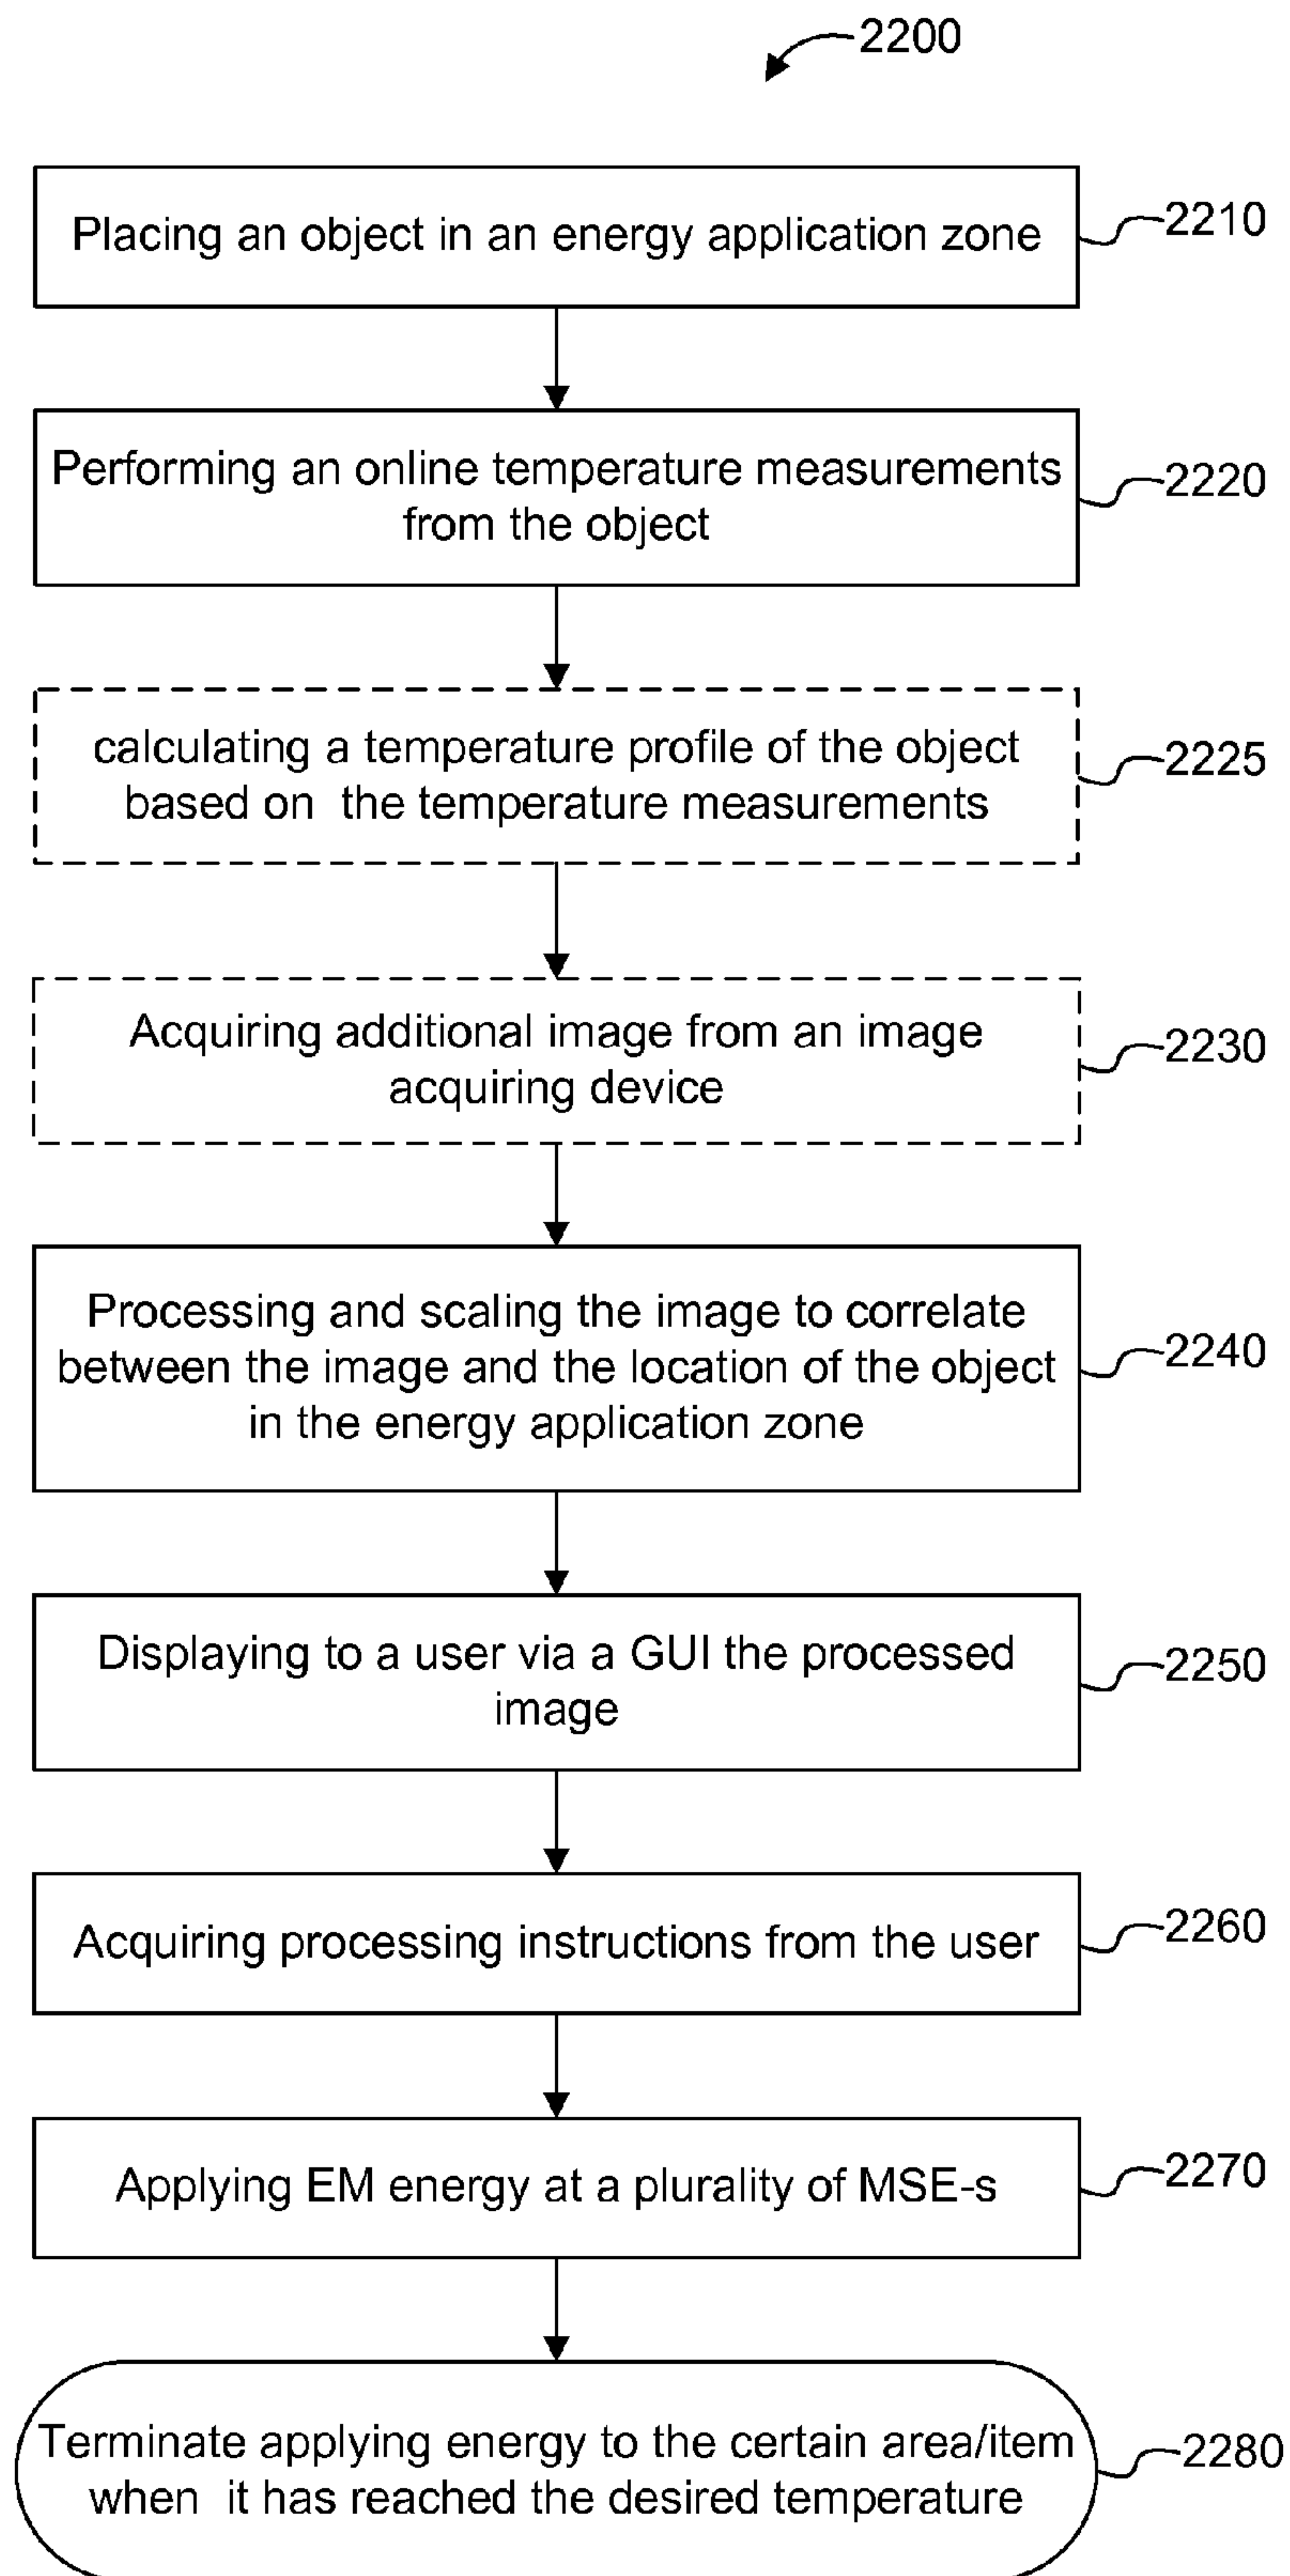 2200
Placing an object in an energy application zone
2210
Performing an online temperature measurements
from the object
2220
calculating a temperature profile of the object
based on the temperature measurements
2225
Acquiring additional image from an image
acquiring device
2230
Processing and scaling the image to correlate
between the image and the location of the object
in the energy application zone
2240
Displaying to a user via a GUI the processed
image
2250
Acquiring processing instructions from the user
2260
Applying EM energy at a plurality of MSE-s
2270
Terminate applying energy to the certain area/item
when it has reached the desired temperature
2280